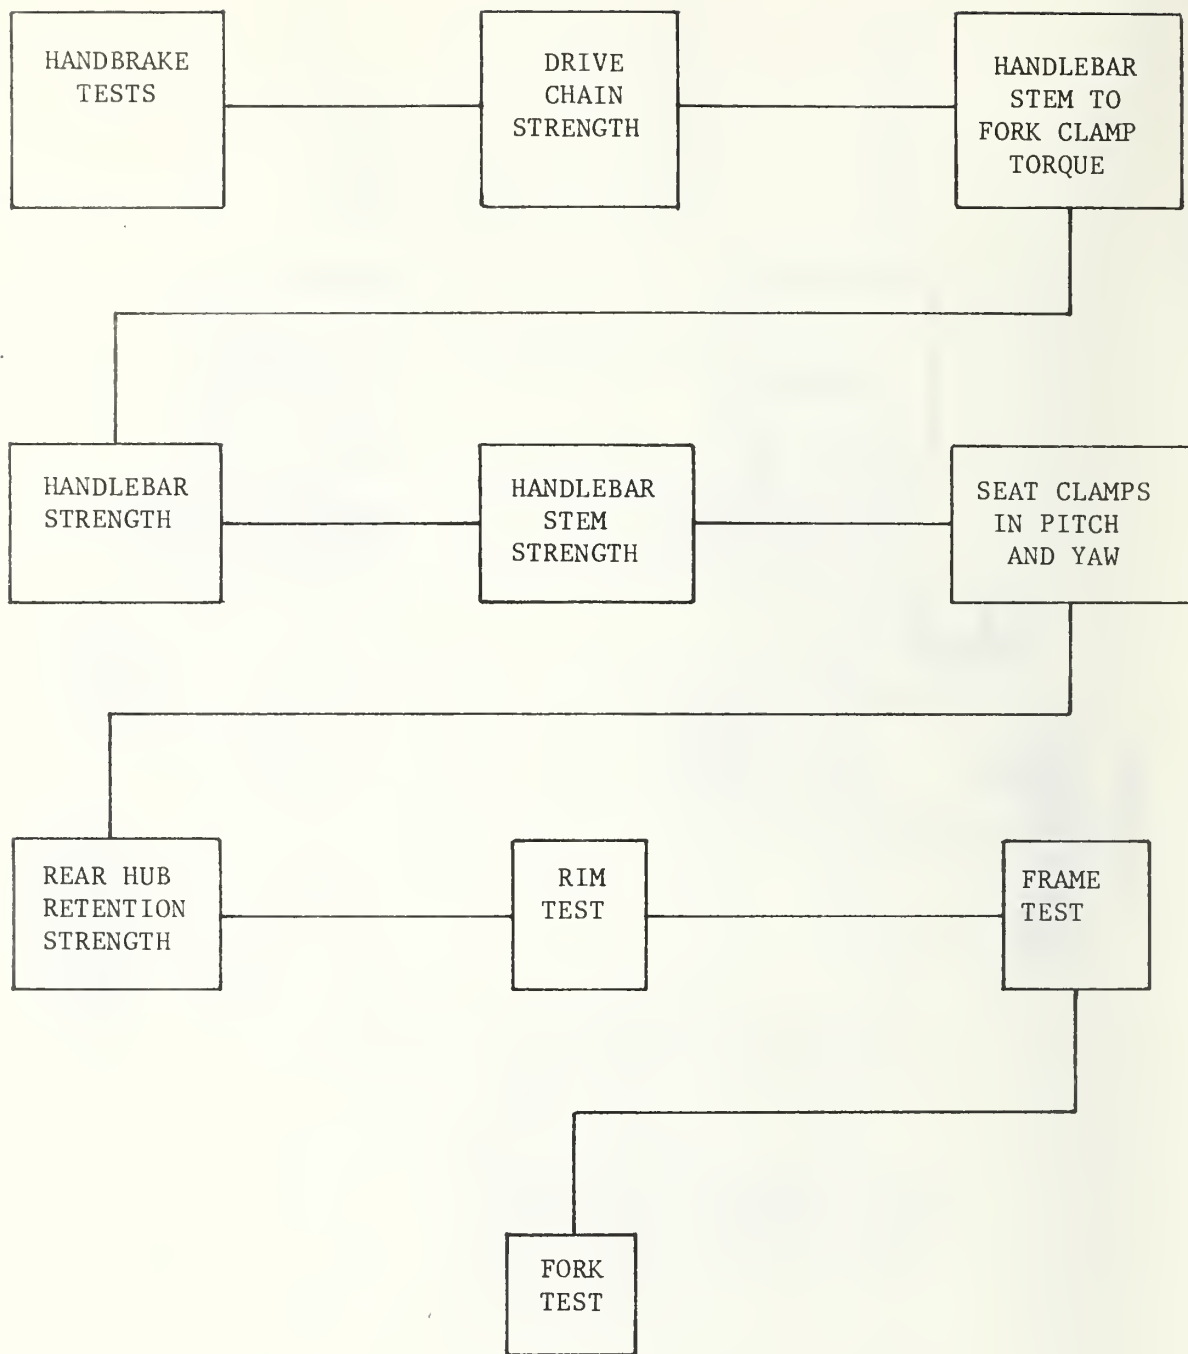 HANDBRAKE
TESTS
DRIVE
CHAIN
STRENGTH
HANDLEBAR
STEM TO
FORK CLAMP
TORQUE
HANDLEBAR
STRENGTH
HANDLEBAR
STEM
STRENGTH
SEAT CLAMPS
IN PITCH
AND YAW
REAR HUB
RETENTION
STRENGTH
RIM
TEST
FRAME
TEST
FORK
TEST